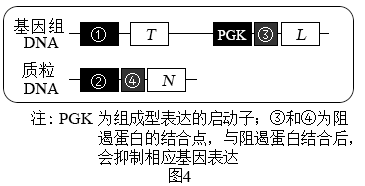 基因组
DNA
① T PGK ③ L
质粒
DNA
② ④ N
注：PGK 为组成型表达的启动子；③和④为阻
遏蛋白的结合点，与阻遏蛋白结合后，
会抑制相应基因表达
图4